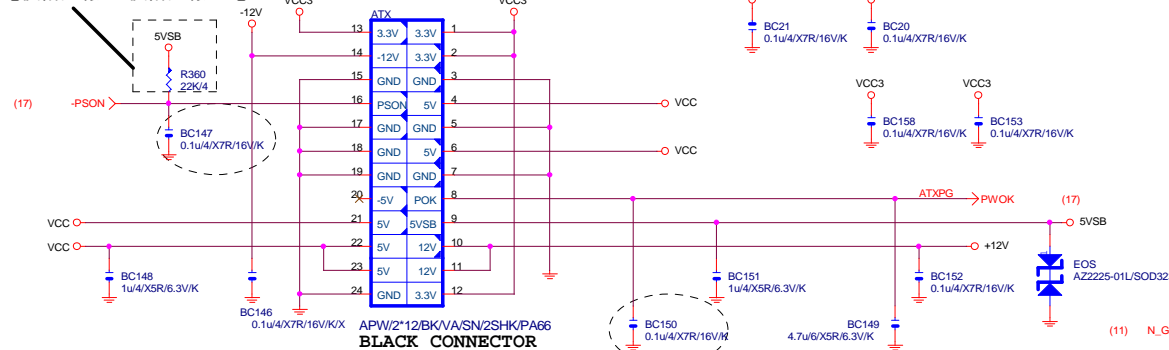 VCC3
ATX
VCC3
-12V
5VSB
R360
22K/4
(17) -PSON
BC147
0.1u/4/X7R/16V/K
13 3.3V 3.3V 1
14 -12V 3.3V 2
15 GND GND 3
16 PSON 5V 4
17 GND GND 5
18 GND 5V 6
19 GND GND 7
20 -5V POK 8
21 5V 5VSB 9
22 5V 12V 10
23 5V 12V 11
24 GND 3.3V 12
VCC
VCC
VCC
VCC
BC148
1u/4/X5R/6.3V/K
BC146
0.1u/4/X7R/16V/K/X
APW/2*12/BK/VA/SN/2SHK/PA66
BLACK CONNECTOR
BC21
0.1u/4/X7R/16V/K
BC20
0.1u/4/X7R/16V/K
VCC3
VCC3
BC158
0.1u/4/X7R/16V/K
BC153
0.1u/4/X7R/16V/K
ATXPG
PWOK (17)
5VSB
+12V
BC151
1u/4/X5R/6.3V/K
BC152
0.1u/4/X7R/16V/K
EOS
AZ2225-01L/SOD32
BC150
0.1u/4/X7R/16V/K
BC149
4.7u/6/X5R/6.3V/K
(11) N_G